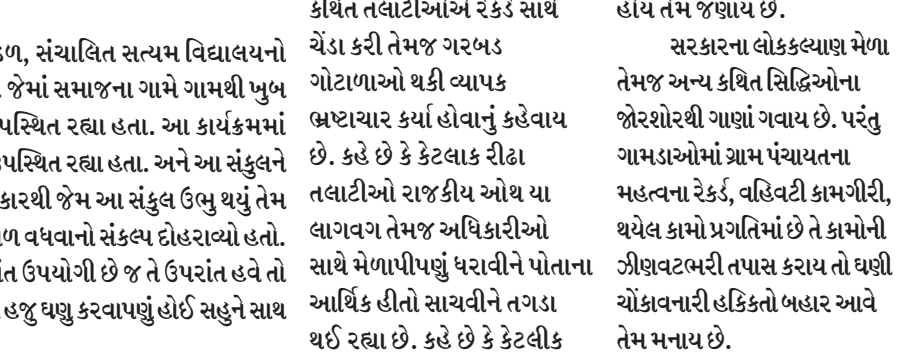 ળ, સંચાલિત સત્યમ વિદ્યાલયનો
જેમાં સમાજના ગામે ગામથી ખુબ
પસ્થિત રહ્યા હતા. આ કાર્યક્રમમાં
પસ્થિત રહ્યા હતા. અને આ સંકુલને
કારથી જેમ આ સંકુલ ઉભુ થયું તેમ
ળ વધવાનો સંકલ્પ દોહરાવ્યો હતો.
ત ઉપયોગી છે જ તે ઉપરાંત હવે તો
હજુ ઘણુ કરવાપણું હોઈ સહુને સાથ
કથિત તલાટીઓએ રેકર્ડ સાથે
ચેંડા કરી તેમજ ગરબડ
ગોટાળાઓ થકી વ્યાપક
ભ્રષ્ટાચાર કર્યા હોવાનું કહેવાય
છે. કહે છે કે કેટલાક રીઢા
તલાટીઓ રાજકીય ઓથ યા
લાગવગ તેમજ અધિકારીઓ
સાથે મેળાપીપણું ધરાવીને પોતાના
આર્થિક હીતો સાચવીને તગડા
થઈ રહ્યા છે. કહે છે કે કેટલીક
હોય તેમ જણાય છે.
સરકારના લોકકલ્યાણ મેળા
તેમજ અન્ય કથિત સિદ્ધિઓના
જોરશોરથી ગાણાં ગવાય છે. પરંતુ
ગામડાઓમાં ગ્રામ પંચાયતના
મહત્વના રેકર્ડ, વહિવટી કામગીરી,
થયેલ કામો પ્રગતિમાં છે તે કામોની
ઝીણવટભરી તપાસ કરાય તો ઘણી
ચોંકાવનારી હકિકતો બહાર આવે
તેમ મનાય છે.